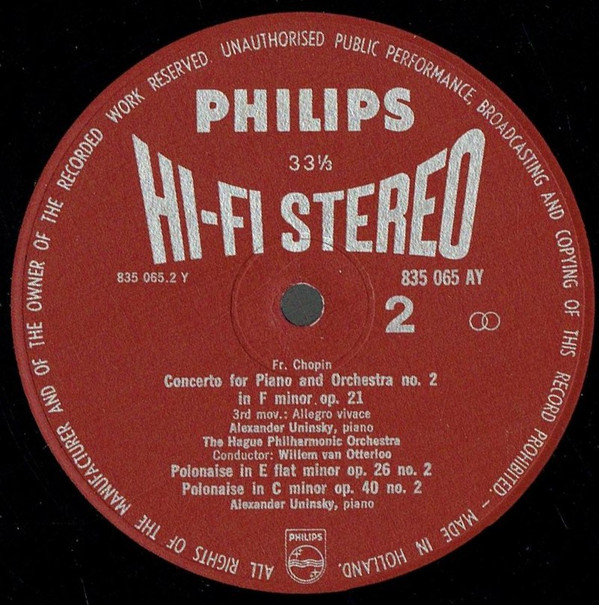 ALL RIGHTS OF THE MANUFACTURER AND OF THE OWNER OF THE RECORDED WORK RESERVED. UNAUTHORISED PUBLIC PERFORMANCE, BROADCASTING AND COPYING OF THIS RECORD PROHIBITED – MADE IN HOLLAND.
PHILIPS
33⅓
HI-FI STEREO
835 065.2 Y
835 065 AY
2
Fr. Chopin
Concerto for Piano and Orchestra no. 2
in F minor op. 21
3rd mov.: Allegro vivace
Alexander Uninsky, piano
The Hague Philharmonic Orchestra
Conductor: Willem van Otterloo
Polonaise in E flat minor op. 26 no. 2
Polonaise in C minor op. 40 no. 2
Alexander Uninsky, piano
PHILIPS